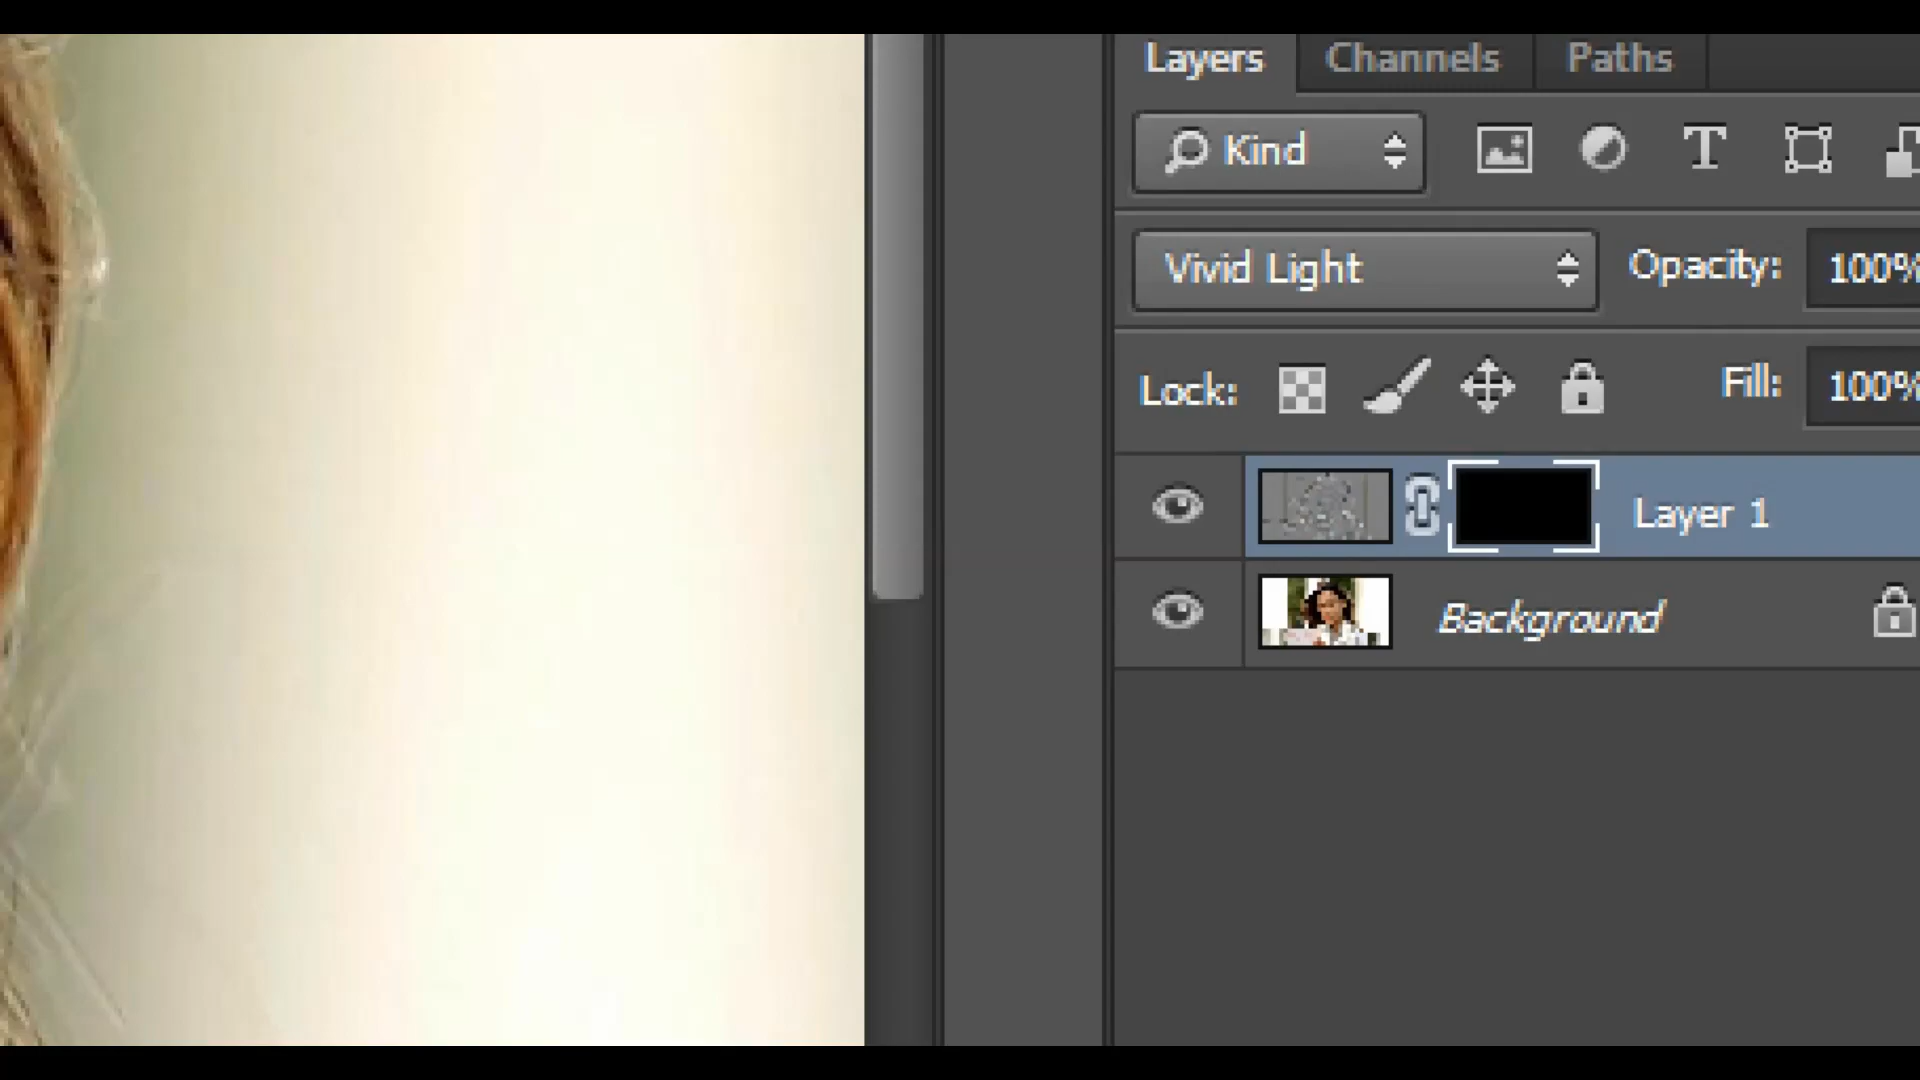 Layers Channels Paths
Kind
Vivid Light Opacity: 100%
Lock: Fill: 100%
Layer 1
Background